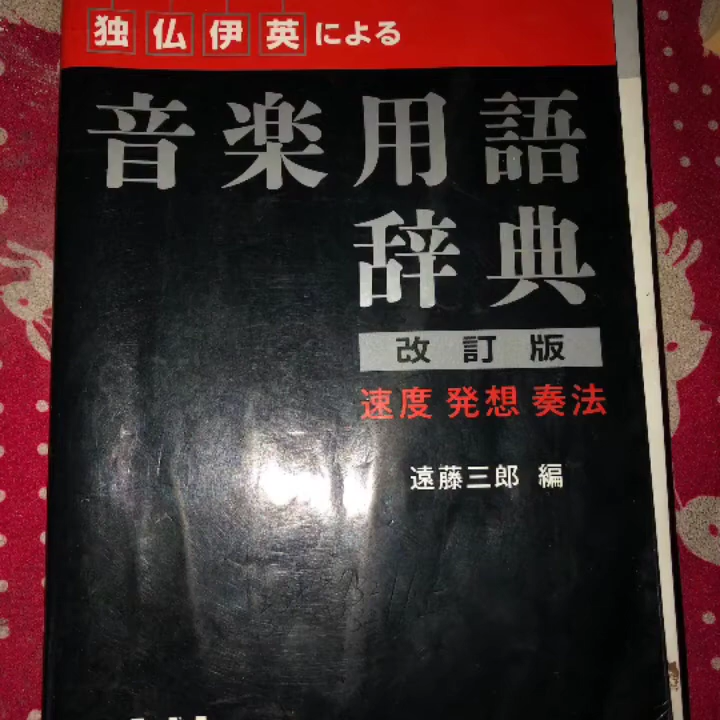 独仏伊英による
音楽用語
辞典
改訂版
速度 発想 奏法
遠藤三郎 編